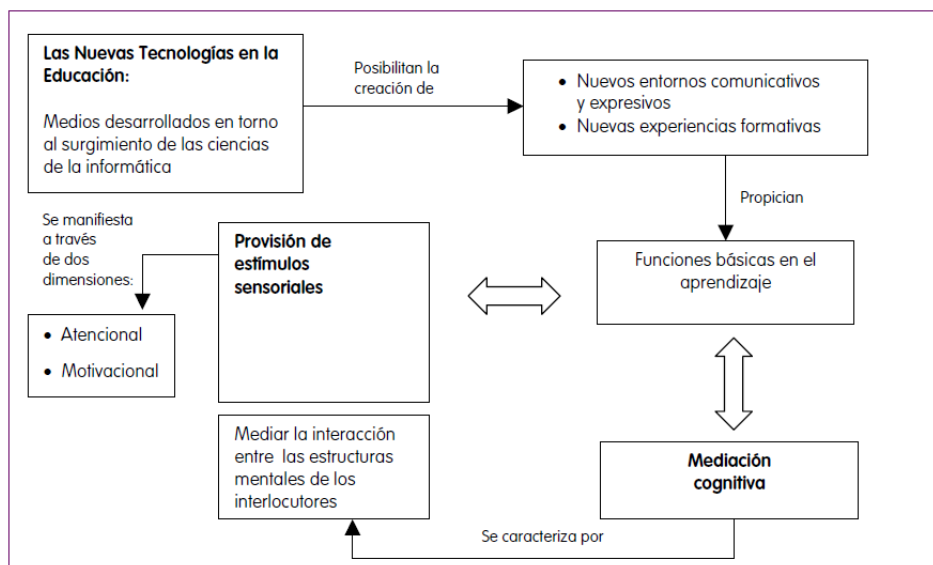 Las Nuevas Tecnologías en la
Educación:
Medios desarrollados en torno
al surgimiento de las ciencias
de la informática
Posibilitan la
creación de
• Nuevos entornos comunicativos
y expresivos
• Nuevas experiencias formativas
Propician
Se manifiesta
a través
de dos
dimensiones:
Provisión de
estímulos
sensoriales
Funciones básicas en el
aprendizaje
• Atencional
• Motivacional
Mediar la interacción
entre las estructuras
mentales de los
interlocutores
Mediación
cognitiva
Se caracteriza por